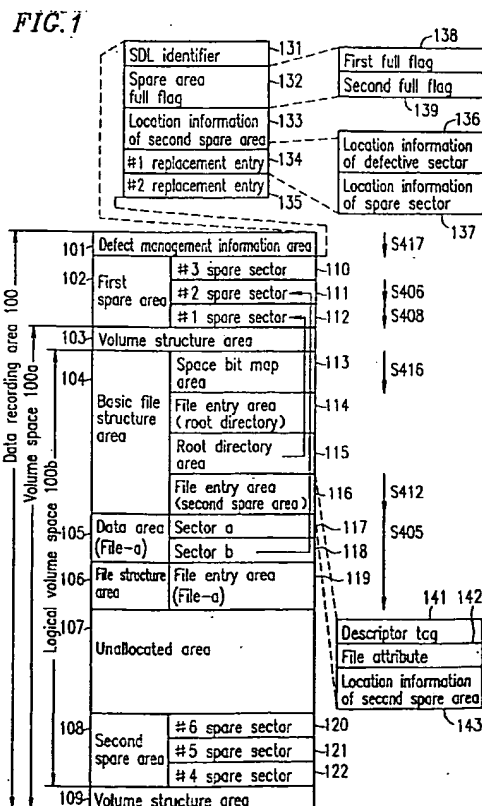 FIG. 1
SDL identifier
131
Spare area
full flag
132
Location information
of second spare area
133
#1 replacement entry
134
#2 replacement entry
135
138
First full flag
Second full flag
139
136
Location information
of defective sector
Location information
of spare sector
137
Data recording area 100
Volume space 100a
Logical volume space 100b
101
Defect management information area
S417
102
First
spare area
#3 spare sector
110
#2 spare sector
111
S406
#1 spare sector
112
S408
103
Volume structure area
104
Basic file
structure
area
Space bit map
area
113
S416
File entry area
(root directory)
114
Root directory
area
115
File entry area
(second spare area)
116
S412
105
Data area
(File-a)
Sector a
117
S405
Sector b
118
106
File structure
area
File entry area
(File-a)
119
107
Unallocated area
141
142
Descriptor tag
File attribute
Location information
of second spare area
143
108
Second
spare area
#6 spare sector
120
#5 spare sector
121
#4 spare sector
122
109
Volume structure area